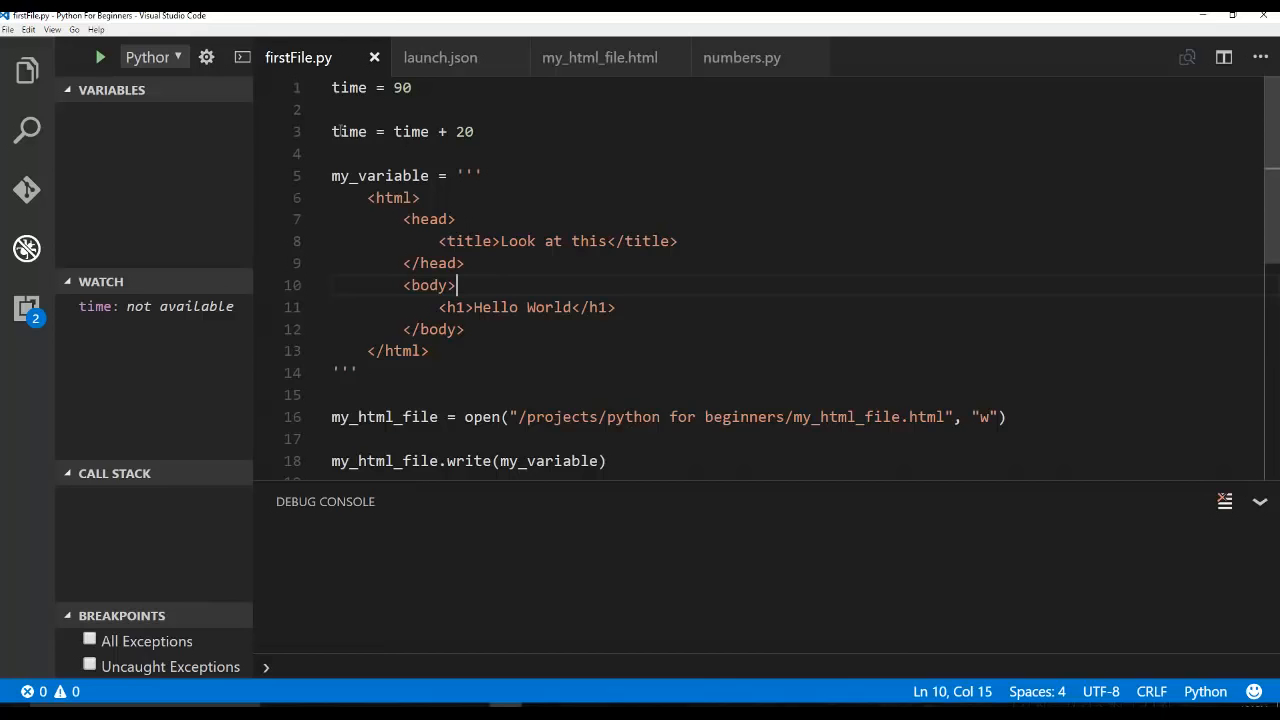 firstFile.py - Python For Beginners - Visual Studio Code
File Edit View Go Help
Python
firstFile.py
launch.json
my_html_file.html
numbers.py
VARIABLES
WATCH
time: not available
CALL STACK
BREAKPOINTS
All Exceptions
Uncaught Exceptions
2
1 time = 90
2
3 time = time + 20
4
5 my_variable = '''
6 <html>
7 <head>
8 <title>Look at this</title>
9 </head>
10 <body>
11 <h1>Hello World</h1>
12 </body>
13 </html>
14 '''
15
16 my_html_file = open("/projects/python for beginners/my_html_file.html", "w")
17
18 my_html_file.write(my_variable)
DEBUG CONSOLE
0 0
Ln 10, Col 15 Spaces: 4 UTF-8 CRLF Python